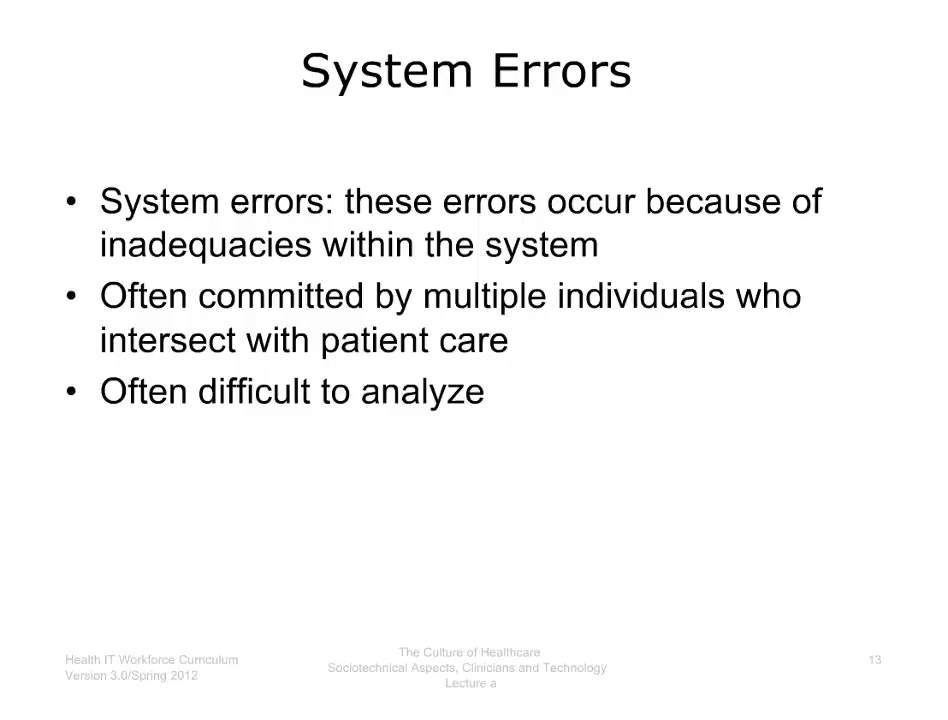 System Errors
• System errors: these errors occur because of
inadequacies within the system
• Often committed by multiple individuals who
intersect with patient care
• Often difficult to analyze
Health IT Workforce Curriculum
Version 3.0/Spring 2012
The Culture of Healthcare
Sociotechnical Aspects, Clinicians and Technology
Lecture a
13